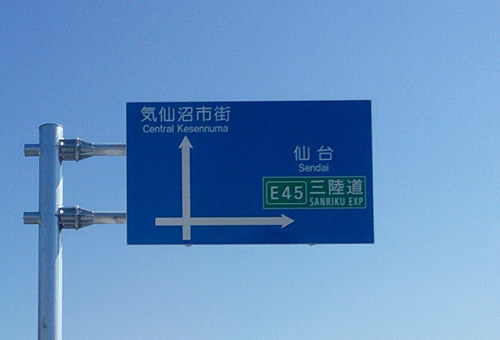 気仙沼市街
Central Kesennuma
仙台
Sendai
E45 三陸道
SANRIKU EXP